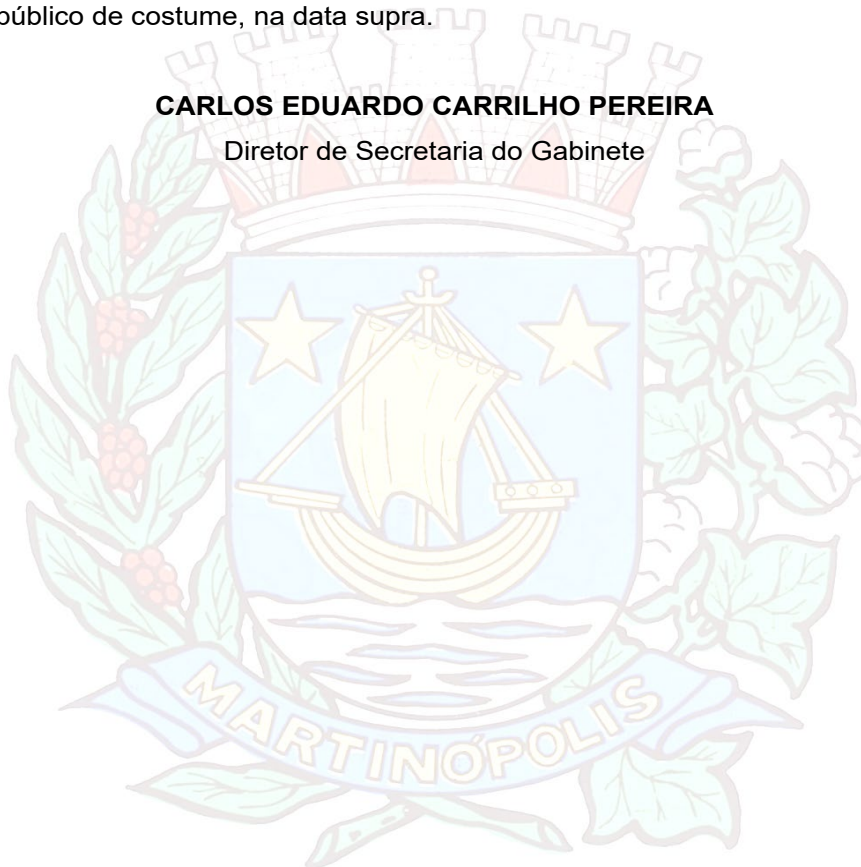 público de costume, na data supra.
CARLOS EDUARDO CARRILHO PEREIRA
Diretor de Secretaria do Gabinete
MARTINÓPOLIS